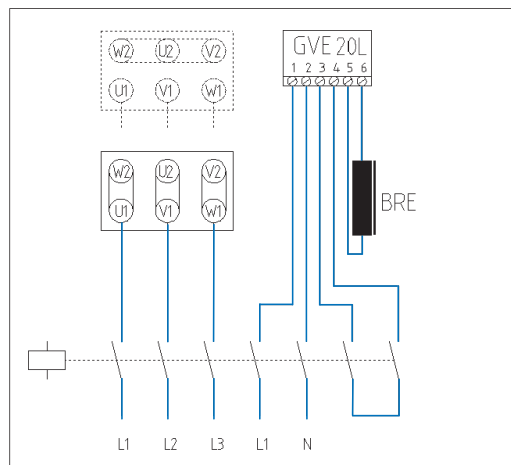 W2 U2 V2
U1 V1 W1
GVE 20L
1 2 3 4 5 6
W2 U2 V2
U1 V1 W1
BRE
L1 L2 L3 L1 N